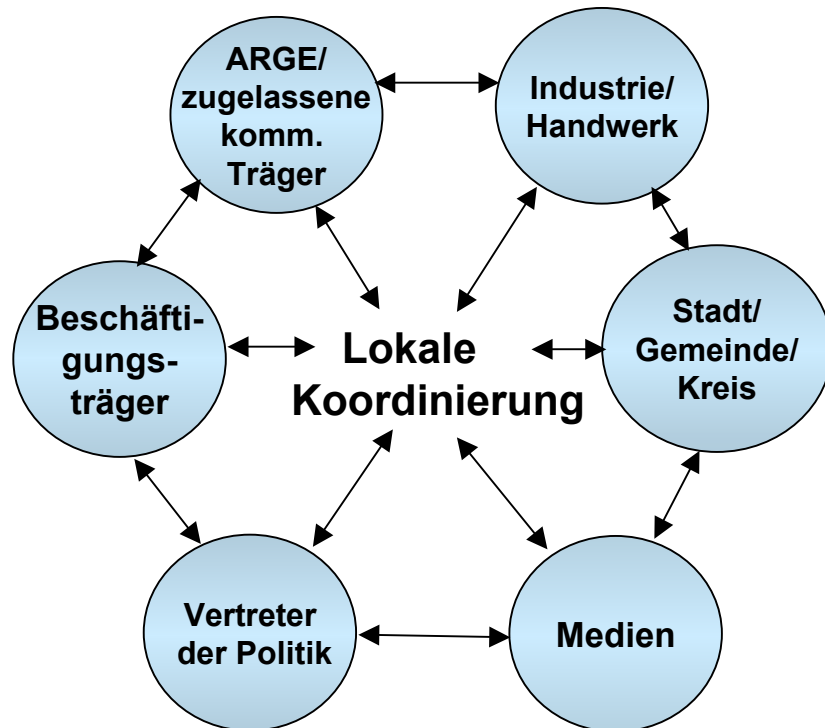 ARGE/
zugelassene
komm.
Träger
Industrie/
Handwerk
Beschäfti-
gungs-
träger
Lokale
Koordinierung
Stadt/
Gemeinde/
Kreis
Vertreter
der Politik
Medien